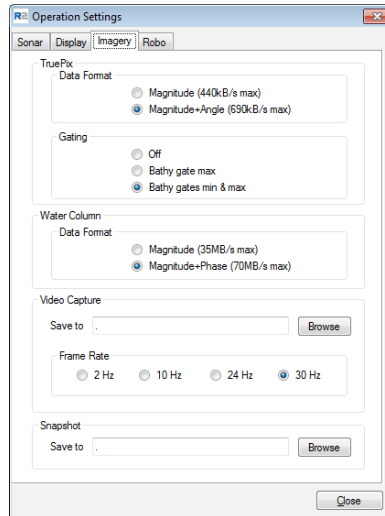 R2 Operation Settings
Sonar Display Imagery Robo
TruePix
Data Format
Magnitude (440kB/s max)
Magnitude+Angle (690kB/s max)
Gating
Off
Bathy gate max
Bathy gates min & max
Water Column
Data Format
Magnitude (35MB/s max)
Magnitude+Phase (70MB/s max)
Video Capture
Save to . Browse
Frame Rate
2 Hz 10 Hz 24 Hz 30 Hz
Snapshot
Save to . Browse
Close